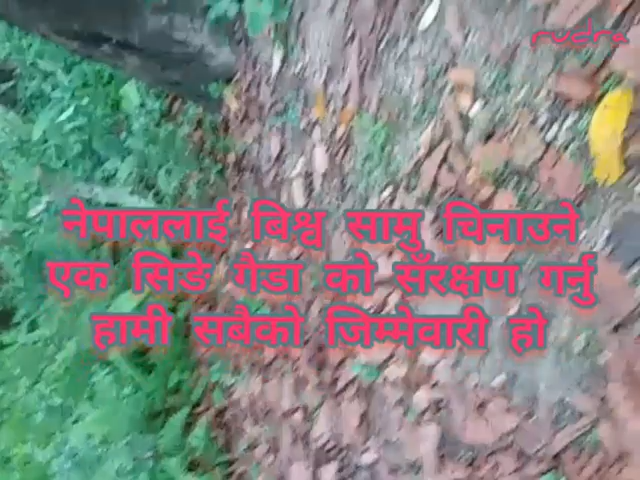 rudra
नेपाललाई बिश्व सामु चिनाउने
एक सिङे गैडा को सँरक्षण गर्नु
हामी सबैको जिम्मेवारी हो